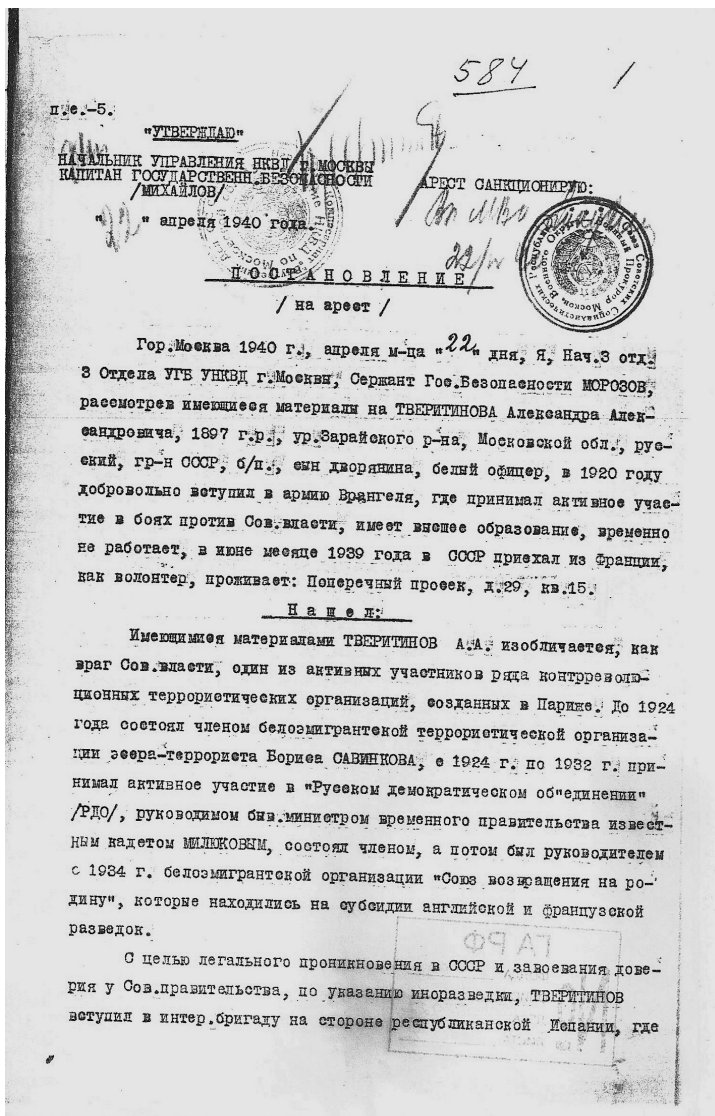 584 1
п.е.-5.
"УТВЕРЖДАЮ"
НАЧАЛЬНИК УПРАВЛЕНИЯ НКВД г. МОСКВЫ
КАПИТАН ГОСУДАРСТВЕНН.БЕЗОПАСНОСТИ
/МИХАЙЛОВ/
АРЕСТ САНКЦИОНИРУЮ:
"22" апреля 1940 года.
П О С Т А Н О В Л Е Н И Е
/ на арест /
Гор.Москва 1940 г., апреля м-ца "22" дня, Я, Нач.3 отд.
3 Отдела УГБ УНКВД г.Москвы, Сержант Гос.Безопасности МОРОЗОВ,
рассмотрев имеющиеся материалы на ТВЕРИТИНОВА Александра Алек-
сандровича, 1897 г.р., ур.Зарайского р-на, Московской обл., рус-
ский, гр-н СССР, б/п., сын дворянина, белый офицер, в 1920 году
добровольно вступил в армию Врангеля, где принимал активное учас-
тие в боях против Сов.власти, имеет высшее образование, временно
не работает, в июне месяце 1939 года в СССР приехал из Франции,
как волонтер, проживает: Поперечный просек, д.29, кв.15.
Н а ш е л:
Имеющимися материалами ТВЕРИТИНОВ А.А. изобличается, как
враг Сов.власти, один из активных участников ряда контрреволю-
ционных террористических организаций, созданных в Париже. До 1924
года состоял членом белоэмигрантской террористической организа-
ции эсера-террориста Бориса САВИНКОВА, с 1924 г. по 1932 г. при-
нимал активное участие в "Русском демократическом об"единении"
/РДО/, руководимом быв.министром временного правительства извест-
ным кадетом МИЛЮКОВЫМ, состоял членом, а потом был руководителем
с 1934 г. белоэмигрантской организации "Союз возвращения на ро-
дину", которые находились на субсидии английской и французской
разведок.
С целью легального проникновения в СССР и завоевания дове-
рия у Сов.правительства, по указанию иноразведки, ТВЕРИТИНОВ
вступил в интер.бригаду на стороне республиканской Испании, где
ГАРФ